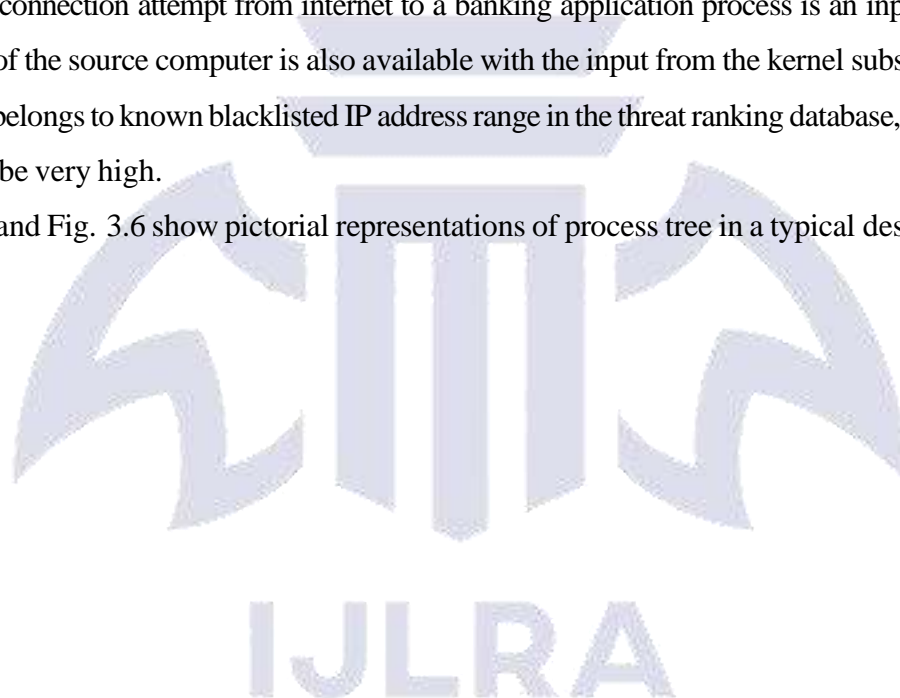 connection attempt from internet to a banking application process is an inp
of the source computer is also available with the input from the kernel subs
belongs to known blacklisted IP address range in the threat ranking database,
be very high.
and Fig. 3.6 show pictorial representations of process tree in a typical des
IJLRA